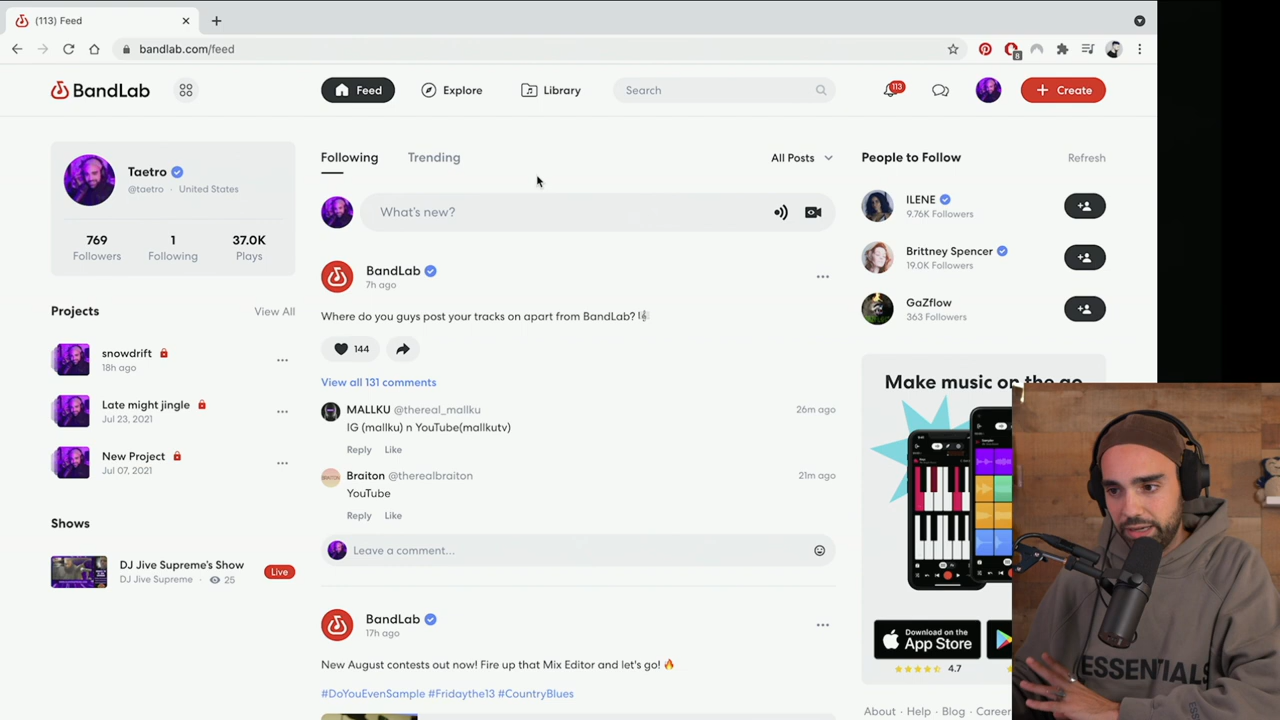 (113) Feed
bandlab.com/feed
8
BandLab
Feed
Explore
Library
Search
113
Create
Taetro
@taetro · United States
769
Followers
1
Following
37.0K
Plays
Projects
View All
snowdrift
18h ago
Late might jingle
Jul 23, 2021
New Project
Jul 07, 2021
Shows
DJ Jive Supreme's Show
DJ Jive Supreme · 25
Live
Following
Trending
All Posts
What's new?
BandLab
7h ago
Where do you guys post your tracks on apart from BandLab?
144
View all 131 comments
MALLKU @thereal_mallku
26m ago
IG (mallku) n YouTube(mallkutv)
Reply Like
Braiton @therealbraiton
21m ago
YouTube
Reply Like
Leave a comment...
BandLab
17h ago
New August contests out now! Fire up that Mix Editor and let's go! 🔥
#DoYouEvenSample #Fridaythe13 #CountryBlues
People to Follow
Refresh
ILENE
9.76K Followers
Brittney Spencer
19.0K Followers
GaZflow
363 Followers
Make music on the go
Download on the
App Store
4.7
About · Help · Blog · Career
ESSENTIALS